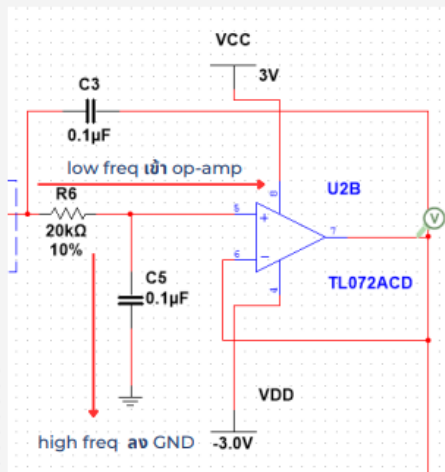 VCC
3V
C3
0.1µF
low freq เข้า op-amp
8
U2B
R6
20kΩ
10%
5
+
7
6
−
TL072ACD
V
C5
0.1µF
4
VDD
high freq ลง GND
-3.0V